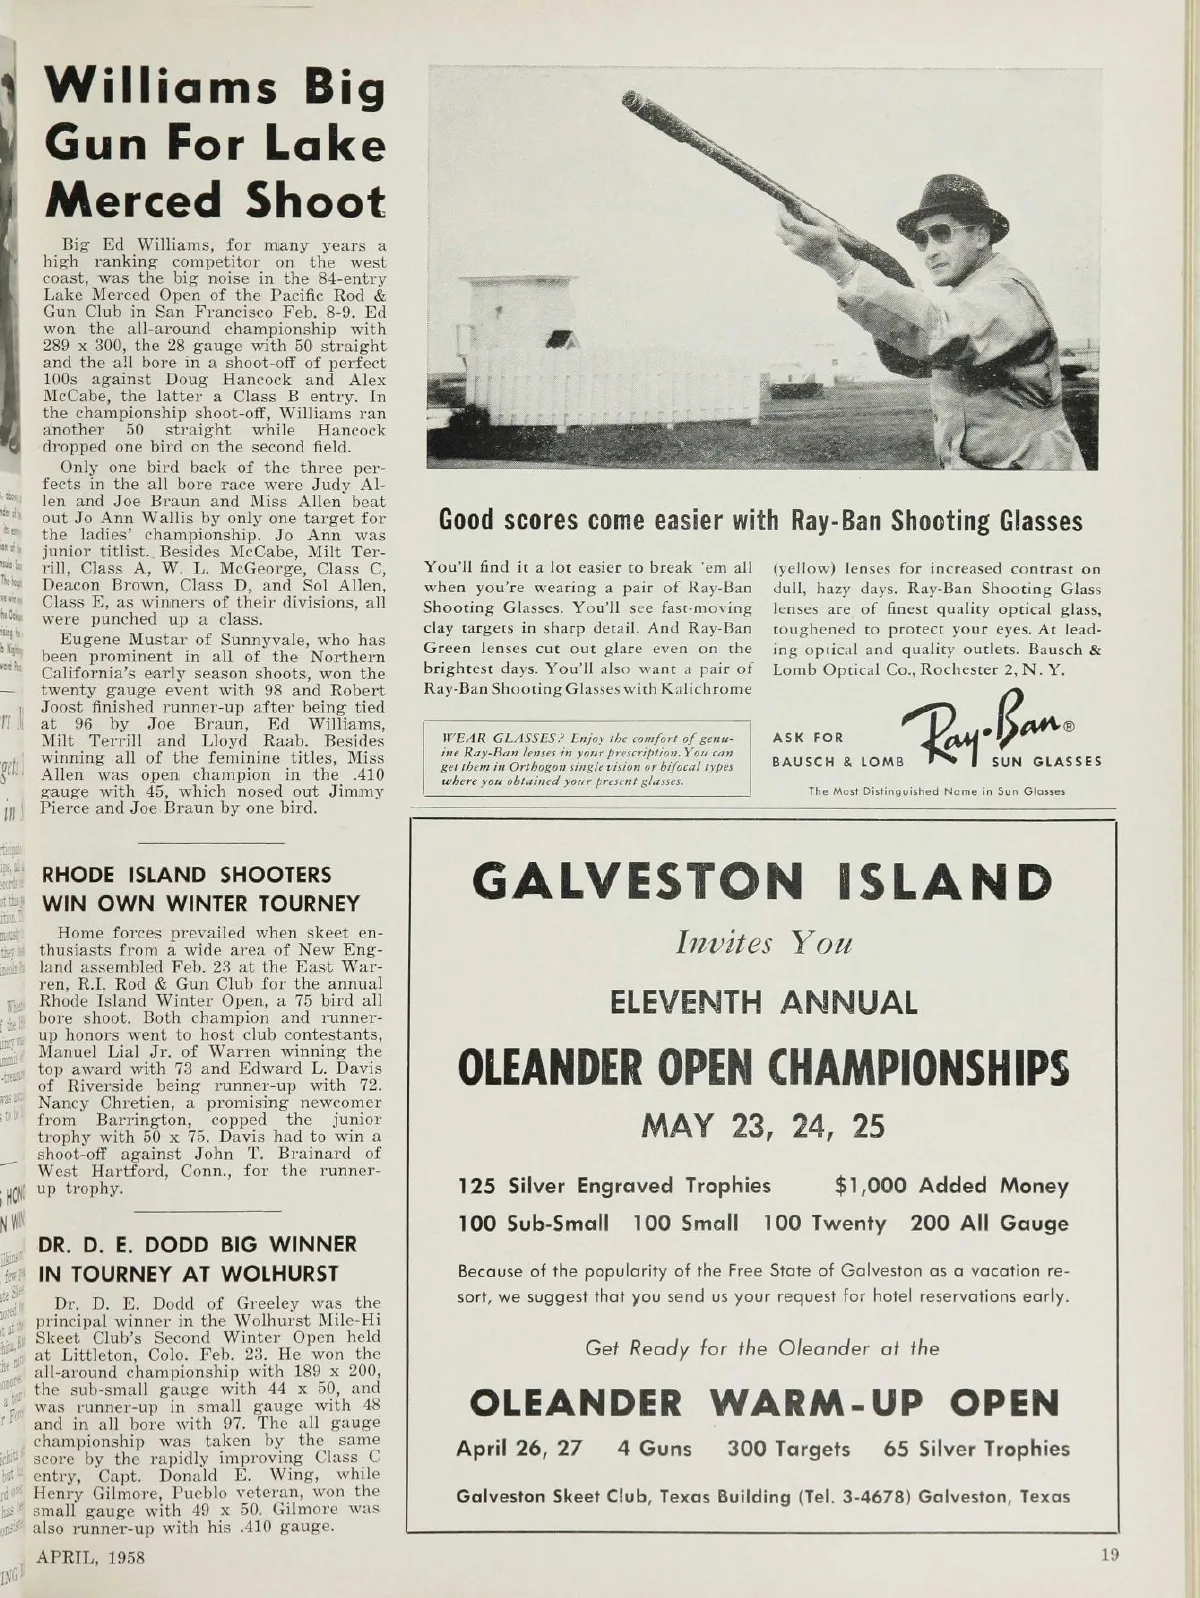 Williams Big
Gun For Lake
Merced Shoot
Big Ed Williams, for many years a
high ranking competitor on the west
coast, was the big noise in the 84-entry
Lake Merced Open of the Pacific Rod &
Gun Club in San Francisco Feb. 8-9. Ed
won the all-around championship with
289 x 300, the 28 gauge with 50 straight
and the all bore in a shoot-off of perfect
100s against Doug Hancock and Alex
McCabe, the latter a Class B entry. In
the championship shoot-off, Williams ran
another 50 straight while Hancock
dropped one bird on the second field.
Only one bird back of the three per-
fects in the all bore race were Judy Al-
len and Joe Braun and Miss Allen beat
out Jo Ann Wallis by only one target for
the ladies' championship. Jo Ann was
junior titlist. Besides McCabe, Milt Ter-
rill, Class A, W. L. McGeorge, Class C,
Deacon Brown, Class D, and Sol Allen,
Class E, as winners of their divisions, all
were punched up a class.
Eugene Mustar of Sunnyvale, who has
been prominent in all of the Northern
California's early season shoots, won the
twenty gauge event with 98 and Robert
Joost finished runner-up after being tied
at 96 by Joe Braun, Ed Williams,
Milt Terrill and Lloyd Raab. Besides
winning all of the feminine titles, Miss
Allen was open champion in the .410
gauge with 45, which nosed out Jimmy
Pierce and Joe Braun by one bird.
RHODE ISLAND SHOOTERS
WIN OWN WINTER TOURNEY
Home forces prevailed when skeet en-
thusiasts from a wide area of New Eng-
land assembled Feb. 23 at the East War-
ren, R.I. Rod & Gun Club for the annual
Rhode Island Winter Open, a 75 bird all
bore shoot. Both champion and runner-
up honors went to host club contestants,
Manuel Lial Jr. of Warren winning the
top award with 73 and Edward L. Davis
of Riverside being runner-up with 72.
Nancy Chretien, a promising newcomer
from Barrington, copped the junior
trophy with 50 x 75. Davis had to win a
shoot-off against John T. Brainard of
West Hartford, Conn., for the runner-
up trophy.
DR. D. E. DODD BIG WINNER
IN TOURNEY AT WOLHURST
Dr. D. E. Dodd of Greeley was the
principal winner in the Wolhurst Mile-Hi
Skeet Club's Second Winter Open held
at Littleton, Colo. Feb. 23. He won the
all-around championship with 189 x 200,
the sub-small gauge with 44 x 50, and
was runner-up in small gauge with 48
and in all bore with 97. The all gauge
championship was taken by the same
score by the rapidly improving Class C
entry, Capt. Donald E. Wing, while
Henry Gilmore, Pueblo veteran, won the
small gauge with 49 x 50. Gilmore was
also runner-up with his .410 gauge.
Good scores come easier with Ray-Ban Shooting Glasses
You'll find it a lot easier to break 'em all
when you're wearing a pair of Ray-Ban
Shooting Glasses. You'll see fast-moving
clay targets in sharp detail. And Ray-Ban
Green lenses cut out glare even on the
brightest days. You'll also want a pair of
Ray-Ban Shooting Glasses with Kalichrome
(yellow) lenses for increased contrast on
dull, hazy days. Ray-Ban Shooting Glass
lenses are of finest quality optical glass,
toughened to protect your eyes. At lead-
ing optical and quality outlets. Bausch &
Lomb Optical Co., Rochester 2, N. Y.
WEAR GLASSES? Enjoy the comfort of genu-
ine Ray-Ban lenses in your prescription. You can
get them in Orthogon single vision or bifocal types
where you obtained your present glasses.
ASK FOR
BAUSCH & LOMB
Ray-Ban®
SUN GLASSES
The Most Distinguished Name in Sun Glasses
GALVESTON ISLAND
Invites You
ELEVENTH ANNUAL
OLEANDER OPEN CHAMPIONSHIPS
MAY 23, 24, 25
125 Silver Engraved Trophies $1,000 Added Money
100 Sub-Small 100 Small 100 Twenty 200 All Gauge
Because of the popularity of the Free State of Galveston as a vacation re-
sort, we suggest that you send us your request for hotel reservations early.
Get Ready for the Oleander at the
OLEANDER WARM-UP OPEN
April 26, 27 4 Guns 300 Targets 65 Silver Trophies
Galveston Skeet Club, Texas Building (Tel. 3-4678) Galveston, Texas
APRIL, 1958
19